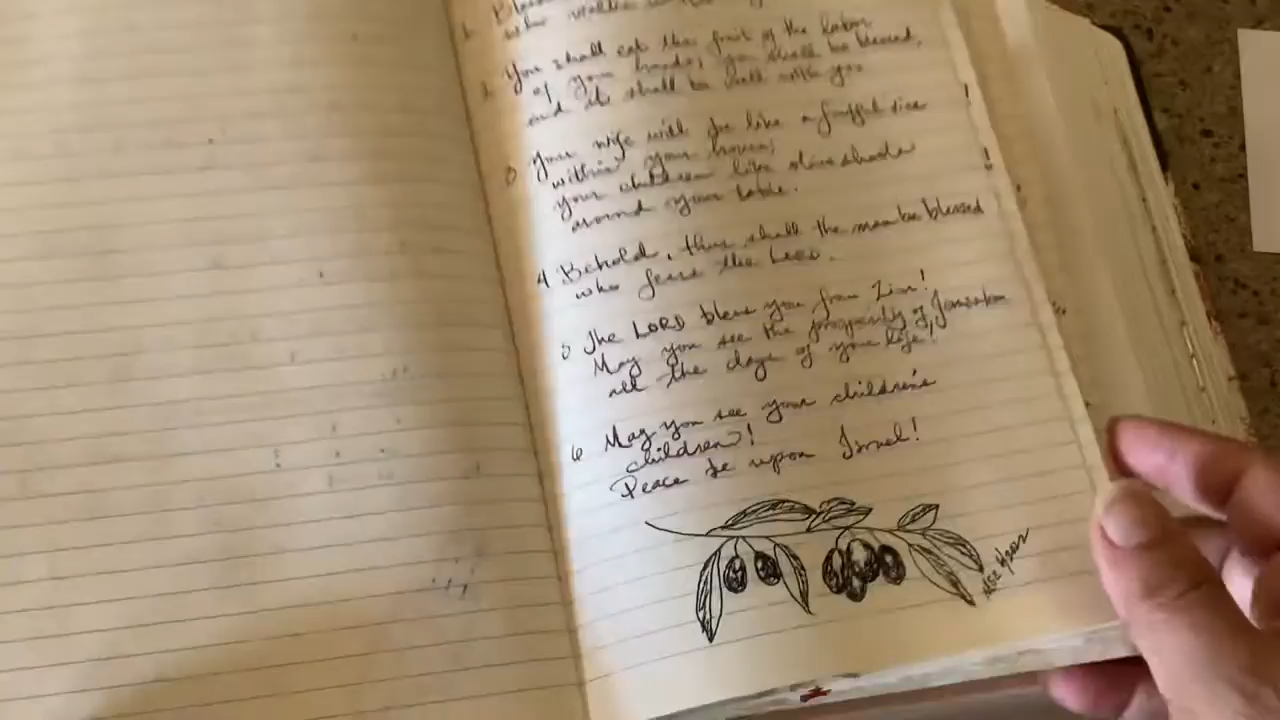 who walks
2 You shall eat the fruit of the labor
of your hands; you shall be blessed,
and it shall be well with you
3 Your wife will be like a fruitful vine
within your house;
your children like olive shoots
around your table.
4 Behold, thus shall the man be blessed
who fears the LORD.
5 The LORD bless you from Zion!
May you see the prosperity of Jerusalem
all the days of your life!
6 May you see your children's
children!
Peace be upon Israel!